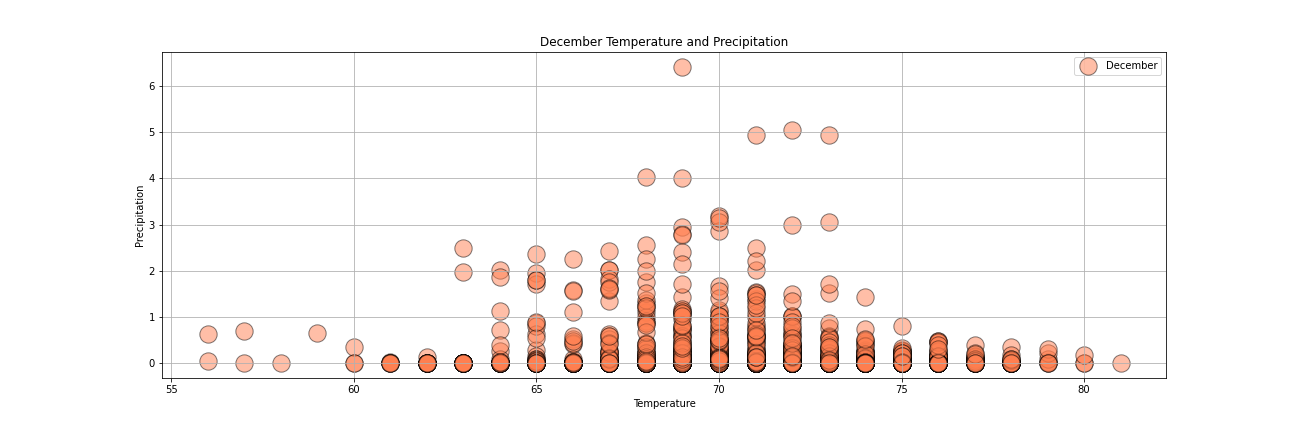 December Temperature and Precipitation
December
6
5
4
3
2
1
0
Precipitation
55 60 65 70 75 80
Temperature